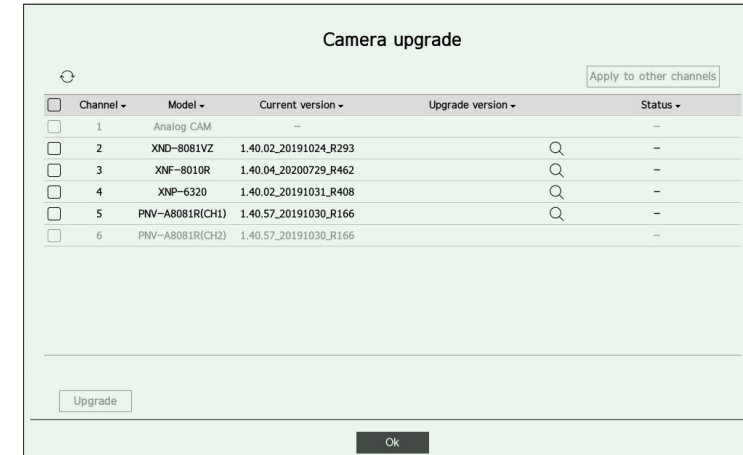 Camera upgrade
Apply to other channels
Channel Model Current version Upgrade version Status
1 Analog CAM – –
2 XND-8081VZ 1.40.02_20191024_R293 –
3 XNF-8010R 1.40.04_20200729_R462 –
4 XNP-6320 1.40.02_20191031_R408 –
5 PNV-A8081R(CH1) 1.40.57_20191030_R166 –
6 PNV-A8081R(CH2) 1.40.57_20191030_R166 –
Upgrade
Ok